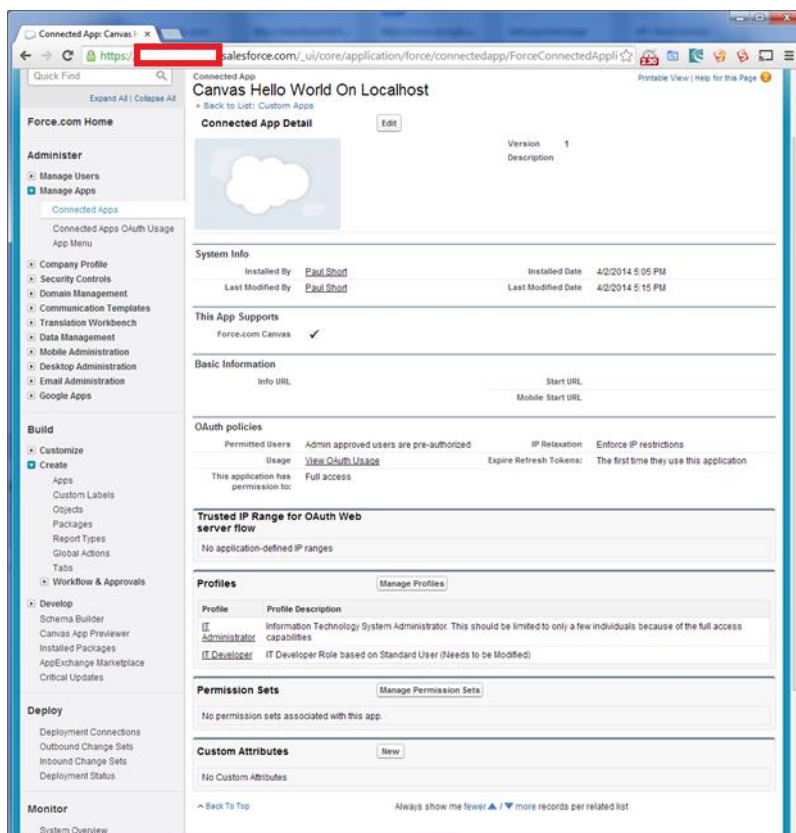 Connected App: Canvas H
https://
salesforce.com/_ui/core/application/force/connectedapp/ForceConnectedAppli
Quick Find
Expand All | Collapse All
Force.com Home
Administer
Manage Users
Manage Apps
Connected Apps
Connected Apps OAuth Usage
App Menu
Company Profile
Security Controls
Domain Management
Communication Templates
Translation Workbench
Data Management
Mobile Administration
Desktop Administration
Email Administration
Google Apps
Build
Customize
Create
Apps
Custom Labels
Objects
Packages
Report Types
Global Actions
Tabs
Workflow & Approvals
Develop
Schema Builder
Canvas App Previewer
Installed Packages
AppExchange Marketplace
Critical Updates
Deploy
Deployment Connections
Outbound Change Sets
Inbound Change Sets
Deployment Status
Monitor
System Overview
Connected App
Printable View | Help for this Page
Canvas Hello World On Localhost
« Back to List: Custom Apps
Connected App Detail Edit
Version 1
Description
System Info
Installed By Paul Short Installed Date 4/2/2014 5:05 PM
Last Modified By Paul Short Last Modified Date 4/2/2014 5:15 PM
This App Supports
Force.com Canvas ✓
Basic Information
Info URL Start URL
Mobile Start URL
OAuth policies
Permitted Users Admin approved users are pre-authorized IP Relaxation Enforce IP restrictions
Usage View OAuth Usage Expire Refresh Tokens: The first time they use this application
This application has Full access
permission to:
Trusted IP Range for OAuth Web
server flow
No application-defined IP ranges
Profiles Manage Profiles
Profile Profile Description
IT Information Technology System Administrator. This should be limited to only a few individuals because of the full access
Administrator capabilities
IT Developer IT Developer Role based on Standard User (Needs to be Modified)
Permission Sets Manage Permission Sets
No permission sets associated with this app.
Custom Attributes New
No Custom Attributes
^ Back To Top Always show me fewer ▲ / ▼ more records per related list